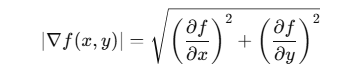 |∇f(x, y)| = √((∂f/∂x)² + (∂f/∂y)²)